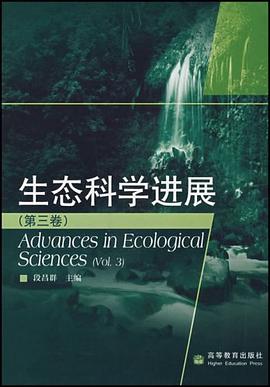 生态科学进展
(第三卷)
Advances in Ecological
Sciences (Vol. 3)
段昌群 主编
高等教育出版社
Higher Education Press